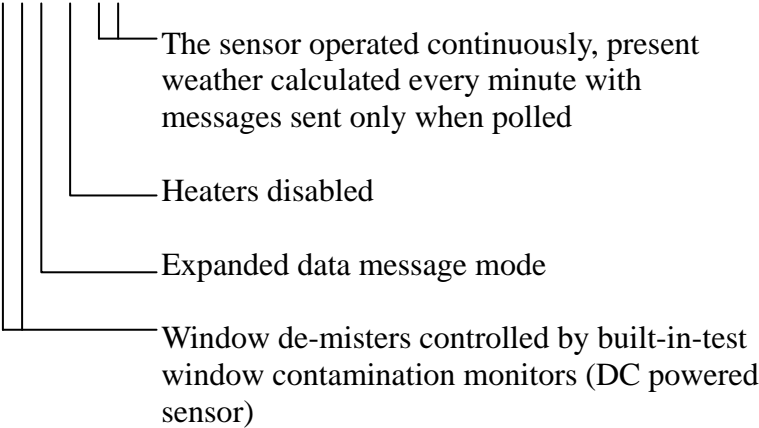 The sensor operated continuously, present
weather calculated every minute with
messages sent only when polled
Heaters disabled
Expanded data message mode
Window de-misters controlled by built-in-test
window contamination monitors (DC powered
sensor)